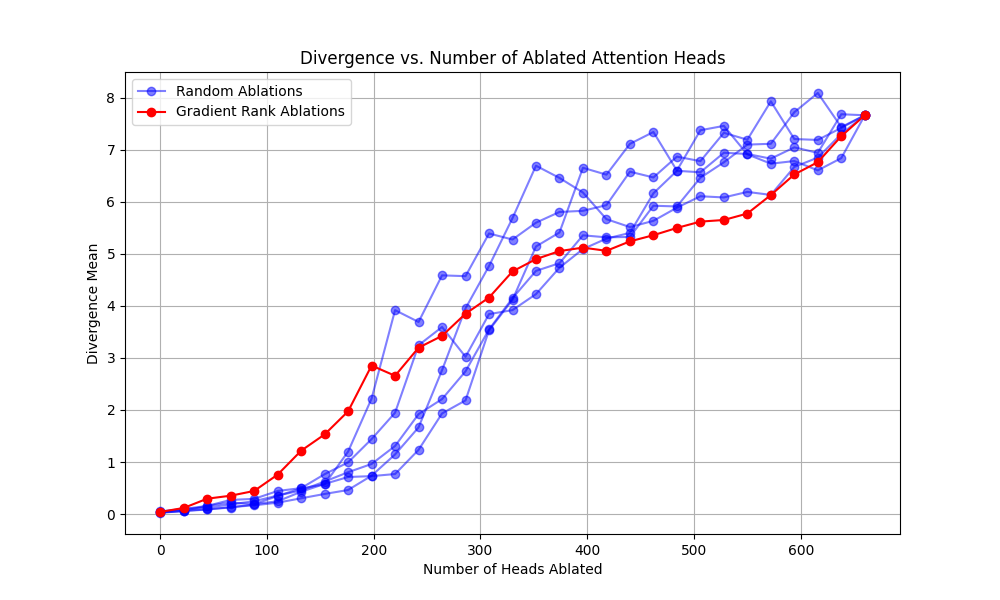 Divergence vs. Number of Ablated Attention Heads
Random Ablations
Gradient Rank Ablations
Divergence Mean
8
7
6
5
4
3
2
1
0
0 100 200 300 400 500 600
Number of Heads Ablated